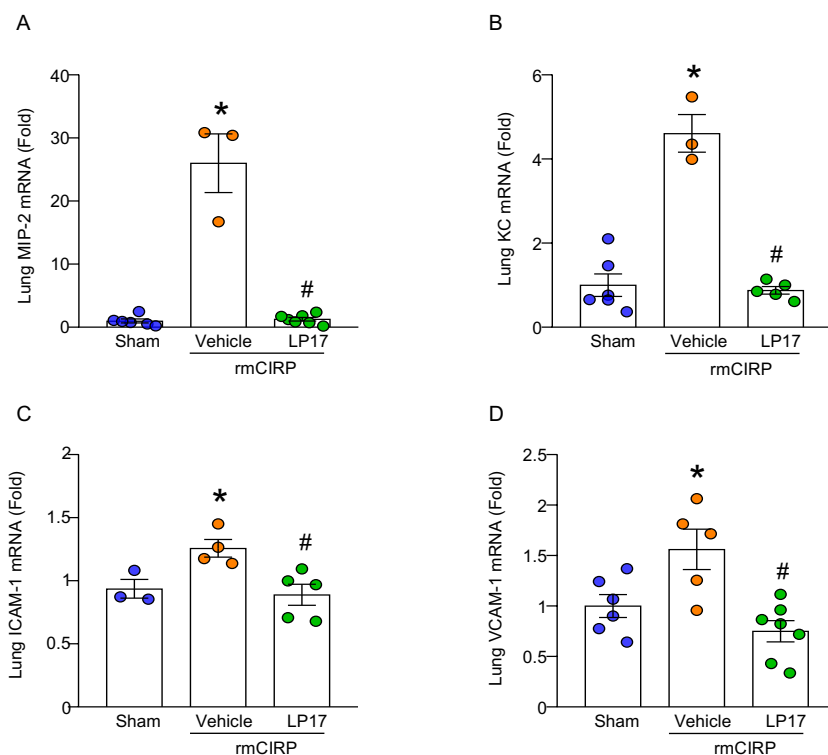 A
Lung MIP-2 mRNA (Fold)
40
30
20
10
0
*
#
Sham Vehicle LP17
rmCIRP
B
Lung KC mRNA (Fold)
6
4
2
0
*
#
Sham Vehicle LP17
rmCIRP
C
Lung ICAM-1 mRNA (Fold)
2
1.5
1
0.5
0
*
#
Sham Vehicle LP17
rmCIRP
D
Lung VCAM-1 mRNA (Fold)
2.5
2
1.5
1
0.5
0
*
#
Sham Vehicle LP17
rmCIRP